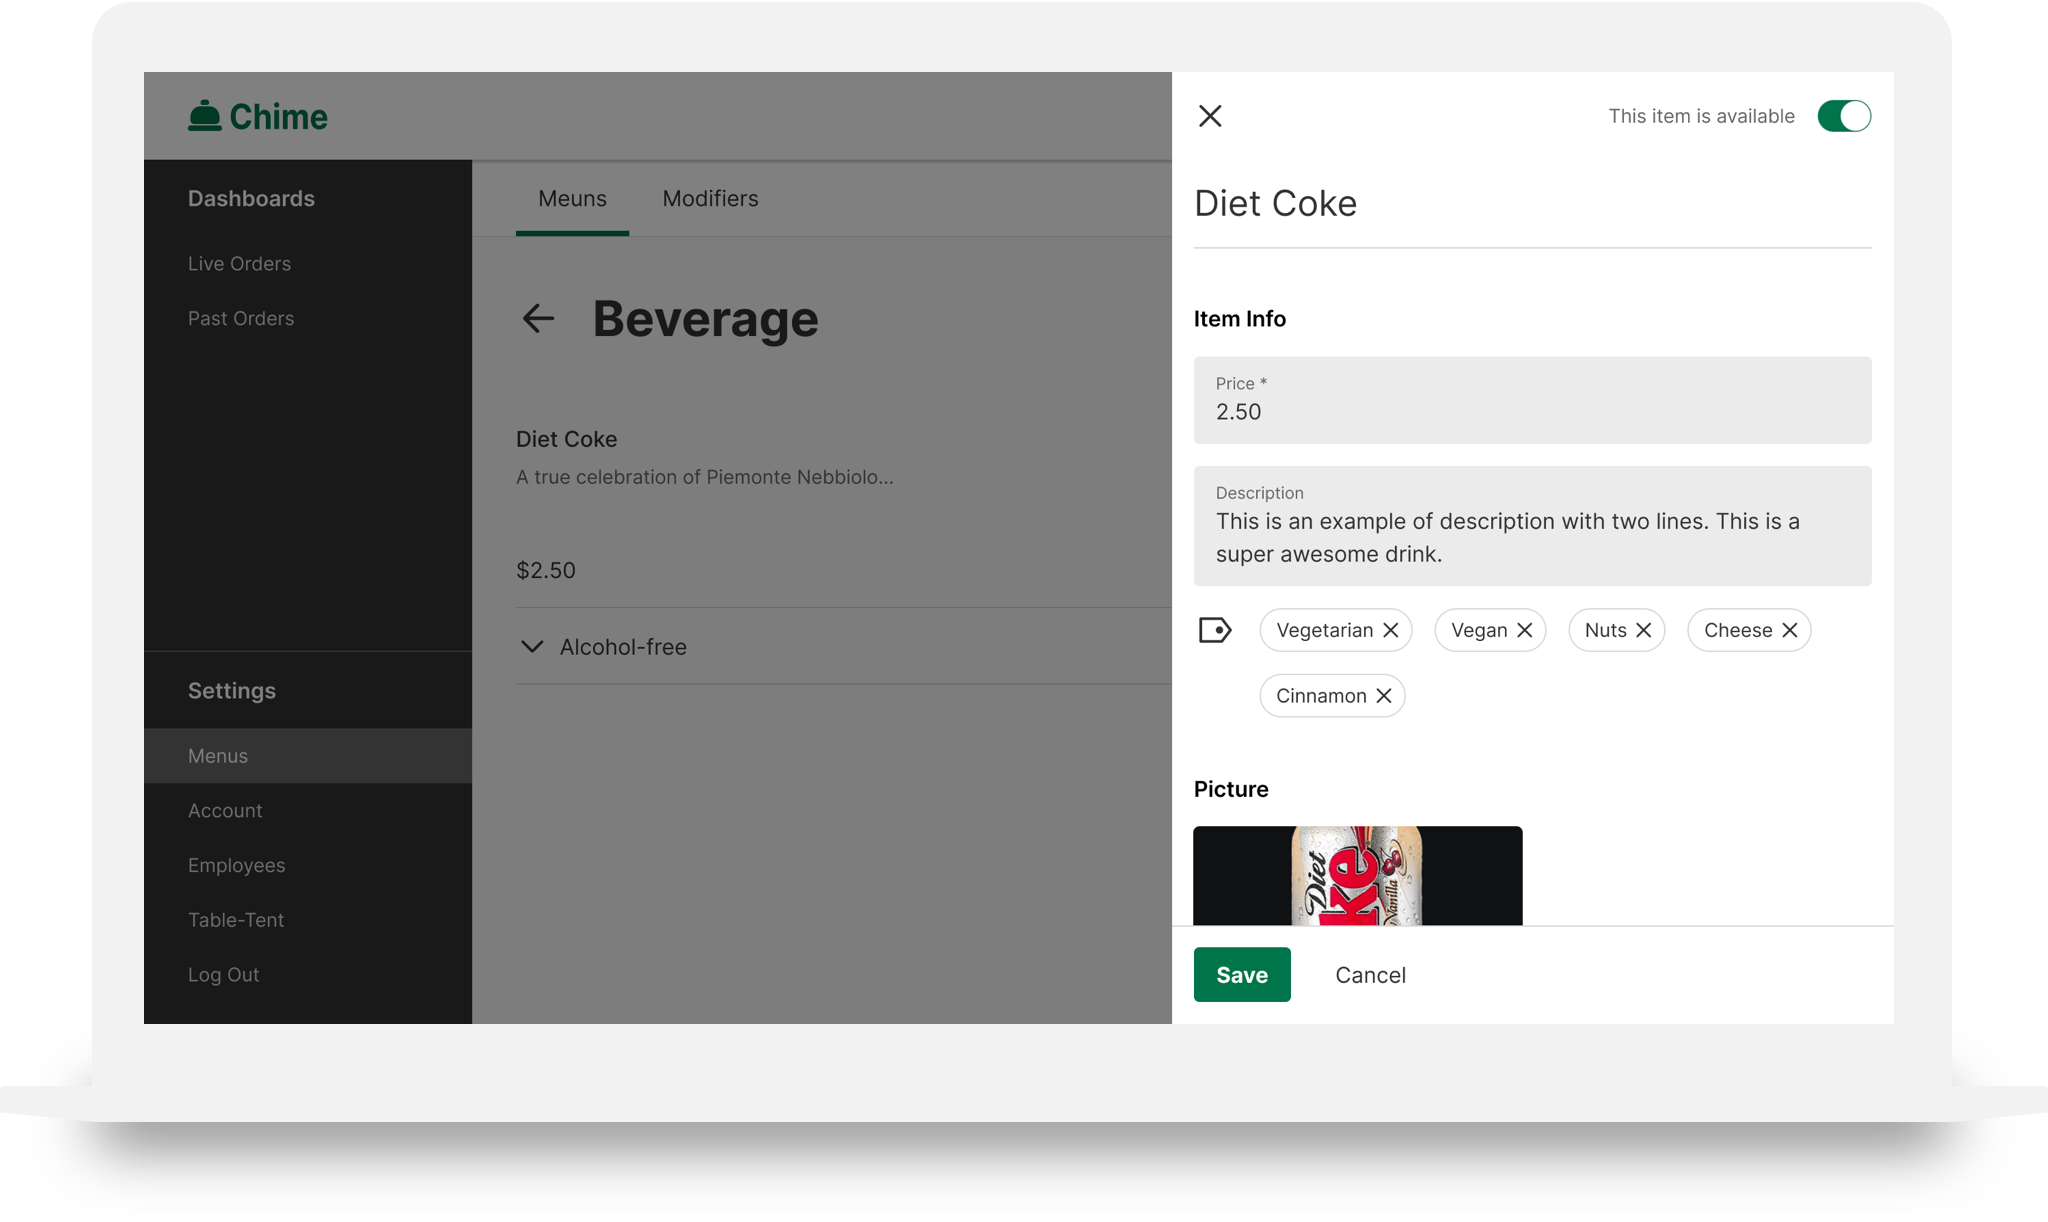 Chime
Dashboards
Live Orders
Past Orders
Settings
Menus
Account
Employees
Table-Tent
Log Out
Meuns
Modifiers
Beverage
Diet Coke
A true celebration of Piemonte Nebbiolo...
$2.50
Alcohol-free
This item is available
Diet Coke
Item Info
Price *
2.50
Description
This is an example of description with two lines. This is a
super awesome drink.
Vegetarian
Vegan
Nuts
Cheese
Cinnamon
Picture
Diet
ke
Vanilla
Save
Cancel